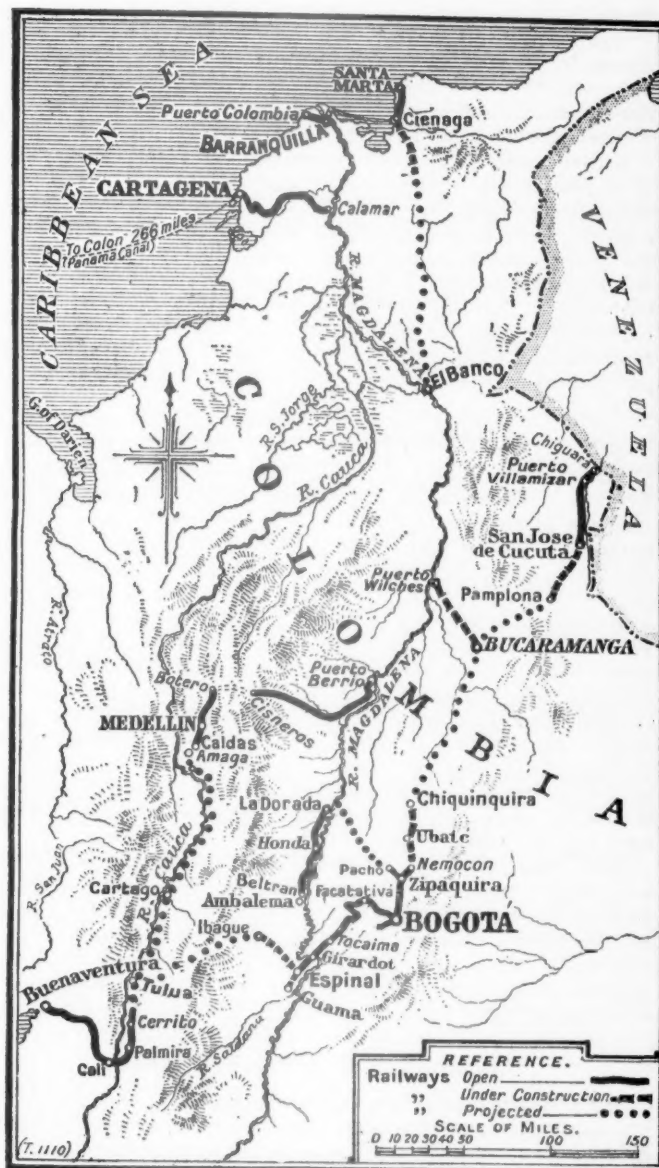 CARIBBEAN SEA
SANTA
MARTA
Puerto Colombia
Cienaga
BARRANQUILLA
CARTAGENA
Calamar
To Colon 266 miles
(Panama Canal)
VENEZUELA
R. MAGDALENA
El Banco
COLOMBIA
G. of Darien
R. S. Jorge
R. Cauca
Chiguara
Puerto
Villamizar
San Jose
de Cucuta
Puerto
Wilches
Pamplona
R. Atrato
BUCARAMANGA
Puerto
Berrio
Botero
Cisneros
MEDELLIN
R. MAGDALENA
Caldas
Amaga
La Dorada
Chiquinquira
Honda
Ubate
R. San Juan
R. Cauca
Pacho
Nemocon
Cartago
Beltran
Zipaquira
Ambalema
Facatativa
BOGOTA
Ibague
Tocaima
Girardot
Buenaventura
Espinal
Tulua
Guama
Cerrito
R. Saldana
Cali
Palmira
REFERENCE.
Railways Open
,, Under Construction
,, Projected
SCALE OF MILES.
0 10 20 30 40 50 100 150
(T. 1110)